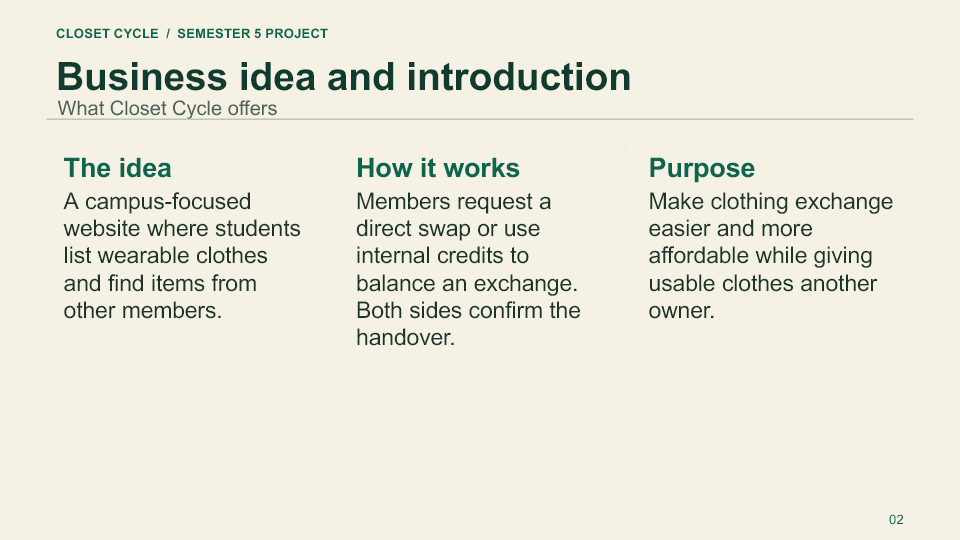 CLOSET CYCLE / SEMESTER 5 PROJECT
Business idea and introduction
What Closet Cycle offers
The idea
A campus-focused
website where students
list wearable clothes
and find items from
other members.
How it works
Members request a
direct swap or use
internal credits to
balance an exchange.
Both sides confirm the
handover.
Purpose
Make clothing exchange
easier and more
affordable while giving
usable clothes another
owner.
02